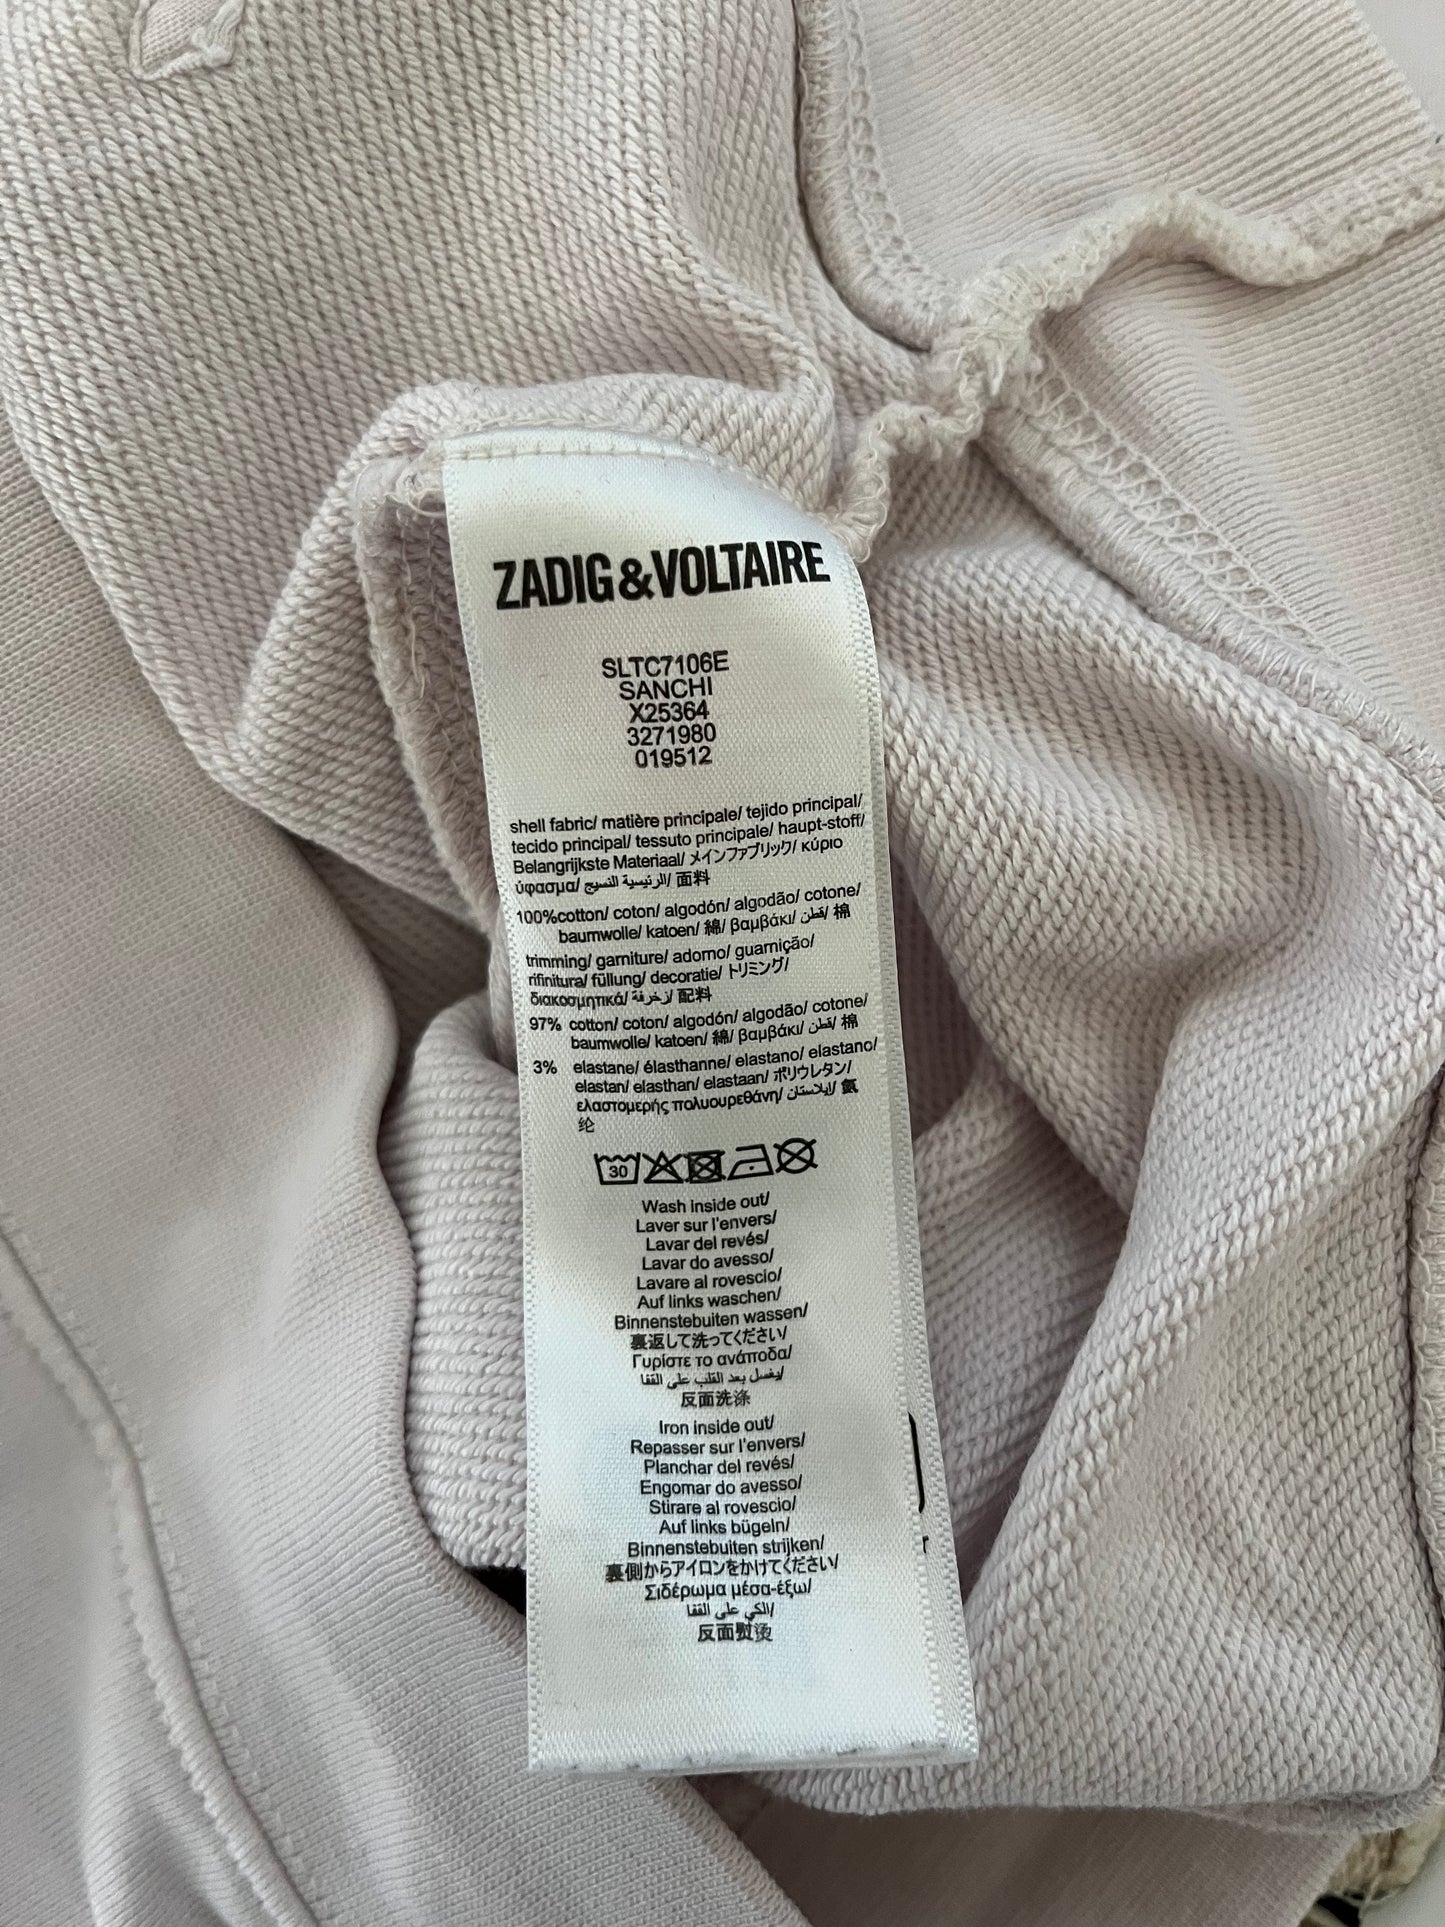 ZADIG&VOLTAIRE
SLTC7106E
SANCHI
X25364
3271980
019512
shell fabric/ matière principale/ tejido principal/
tecido principal/ tessuto principale/ haupt-stoff/
Belangrijkste Materiaal/ メインファブリック/ κύριο
ύφασμα/ الرئيسية النسيج/ 面料
100%cotton/ coton/ algodón/ algodão/ cotone/
baumwolle/ katoen/ 綿/ βαμβάκι/ قطن/ 棉
trimming/ garniture/ adorno/ guarnição/
rifinitura/ füllung/ decoratie/ トリミング/
διακοσμητικά/ زخرفة/ 配料
97% cotton/ coton/ algodón/ algodão/ cotone/
baumwolle/ katoen/ 綿/ βαμβάκι/ قطن/ 棉
3% elastane/ élasthanne/ elastano/ elastano/
elastan/ elasthan/ elastaan/ ポリウレタン/
ελαστομερής πολυουρεθάνη/ إيلاستان/ 氨
纶
30
Wash inside out/
Laver sur l'envers/
Lavar del revés/
Lavar do avesso/
Lavare al rovescio/
Auf links waschen/
Binnenstebuiten wassen/
裏返して洗ってください/
Γυρίστε το ανάποδα/
يغسل بعد القلب على القفا/
反面洗涤
Iron inside out/
Repasser sur l'envers/
Planchar del revés/
Engomar do avesso/
Stirare al rovescio/
Auf links bügeln/
Binnenstebuiten strijken/
裏側からアイロンをかけてください/
Σιδέρωμα μέσα-έξω/
الكي على القفا/
反面熨烫